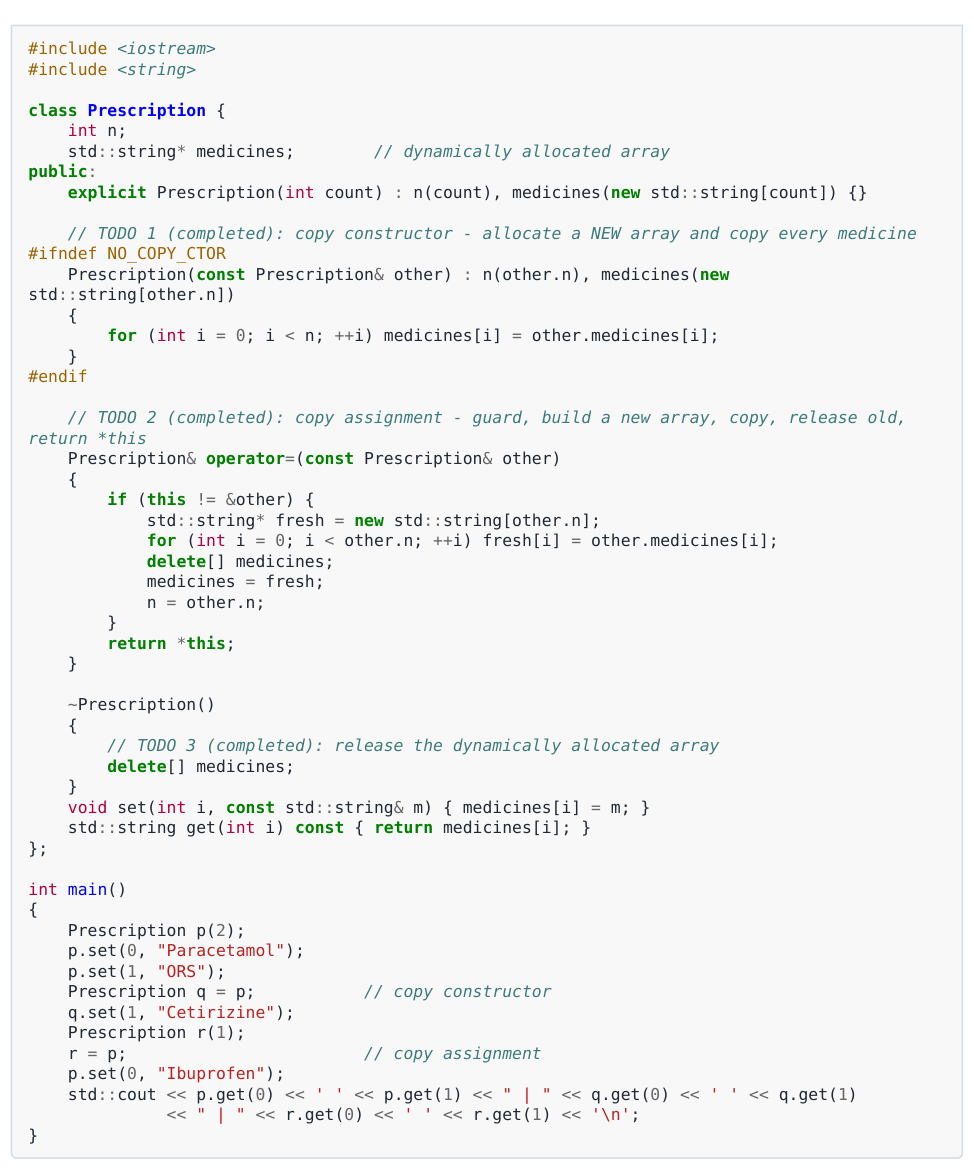 #include <iostream>
#include <string>

class Prescription {
    int n;
    std::string* medicines;        // dynamically allocated array
public:
    explicit Prescription(int count) : n(count), medicines(new std::string[count]) {}

    // TODO 1 (completed): copy constructor - allocate a NEW array and copy every medicine
#ifndef NO_COPY_CTOR
    Prescription(const Prescription& other) : n(other.n), medicines(new
std::string[other.n])
    {
        for (int i = 0; i < n; ++i) medicines[i] = other.medicines[i];
    }
#endif

    // TODO 2 (completed): copy assignment - guard, build a new array, copy, release old,
return *this
    Prescription& operator=(const Prescription& other)
    {
        if (this != &other) {
            std::string* fresh = new std::string[other.n];
            for (int i = 0; i < other.n; ++i) fresh[i] = other.medicines[i];
            delete[] medicines;
            medicines = fresh;
            n = other.n;
        }
        return *this;
    }

    ~Prescription()
    {
        // TODO 3 (completed): release the dynamically allocated array
        delete[] medicines;
    }
    void set(int i, const std::string& m) { medicines[i] = m; }
    std::string get(int i) const { return medicines[i]; }
};

int main()
{
    Prescription p(2);
    p.set(0, "Paracetamol");
    p.set(1, "ORS");
    Prescription q = p;           // copy constructor
    q.set(1, "Cetirizine");
    Prescription r(1);
    r = p;                        // copy assignment
    p.set(0, "Ibuprofen");
    std::cout << p.get(0) << ' ' << p.get(1) << " | " << q.get(0) << ' ' << q.get(1)
              << " | " << r.get(0) << ' ' << r.get(1) << '\n';
}